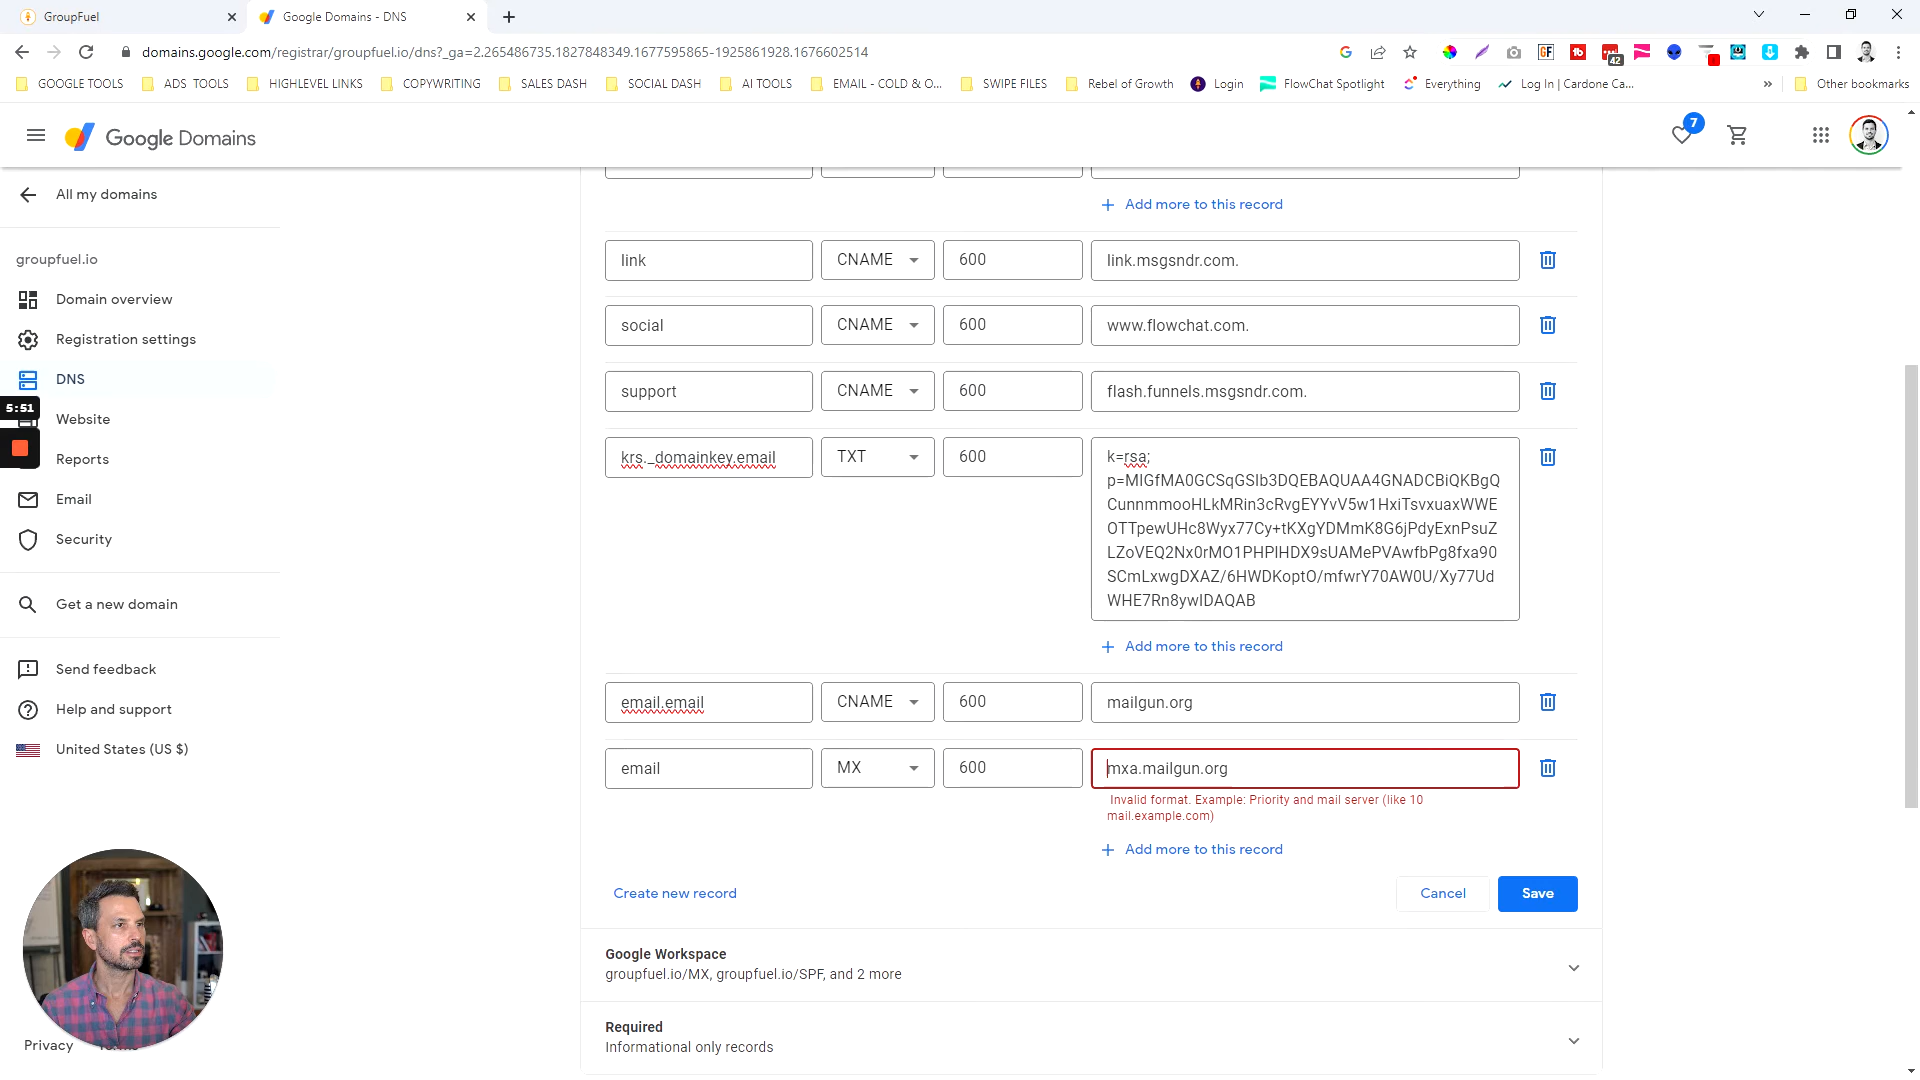 GroupFuel
Google Domains - DNS
domains.google.com/registrar/groupfuel.io/dns?_ga=2.265486735.1827848349.1677595865-1925861928.1676602514
GF
42
GOOGLE TOOLS
ADS TOOLS
HIGHLEVEL LINKS
COPYWRITING
SALES DASH
SOCIAL DASH
AI TOOLS
EMAIL - COLD & O...
SWIPE FILES
Rebel of Growth
Login
FlowChat Spotlight
Everything
Log In | Cardone Ca...
»
Other bookmarks
Google Domains
7
All my domains
groupfuel.io
Domain overview
Registration settings
DNS
5:51
Website
Reports
Email
Security
Get a new domain
Send feedback
Help and support
United States (US $)
Privacy
Add more to this record
link
CNAME
600
link.msgsndr.com.
social
CNAME
600
www.flowchat.com.
support
CNAME
600
flash.funnels.msgsndr.com.
krs._domainkey.email
TXT
600
k=rsa;
p=MIGfMA0GCSqGSIb3DQEBAQUAA4GNADCBiQKBgQ
CunnmmooHLkMRin3cRvgEYYvV5w1HxiTsvxuaxWWE
OTTpewUHc8Wyx77Cy+tKXgYDMmK8G6jPdyExnPsuZ
LZoVEQ2Nx0rMO1PHPIHDX9sUAMePVAwfbPg8fxa90
SCmLxwgDXAZ/6HWDKoptO/mfwrY70AW0U/Xy77Ud
WHE7Rn8ywIDAQAB
Add more to this record
email.email
CNAME
600
mailgun.org
email
MX
600
mxa.mailgun.org
Invalid format. Example: Priority and mail server (like 10
mail.example.com)
Add more to this record
Create new record
Cancel
Save
Google Workspace
groupfuel.io/MX, groupfuel.io/SPF, and 2 more
Required
Informational only records